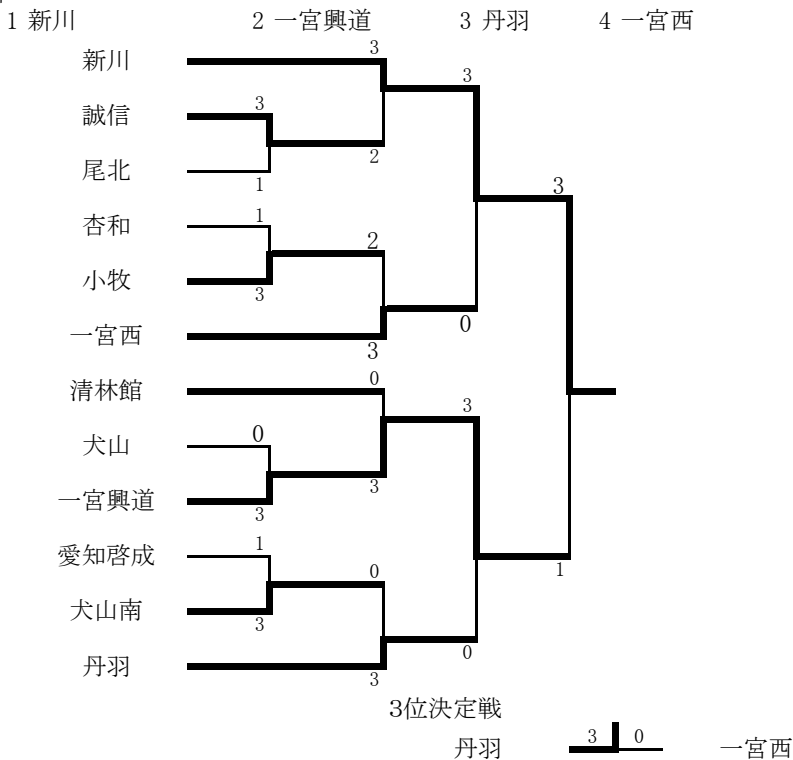 1 新川 2 一宮興道 3 丹羽 4 一宮西
3
新川
3
誠信 3
2
尾北
1
杏和 1
3
2
小牧
3
0
一宮西
3
清林館 0
3
犬山 0
一宮興道 3
3
愛知啓成 1
1
0
犬山南
3
0
丹羽
3
3位決定戦
丹羽 3 0 一宮西